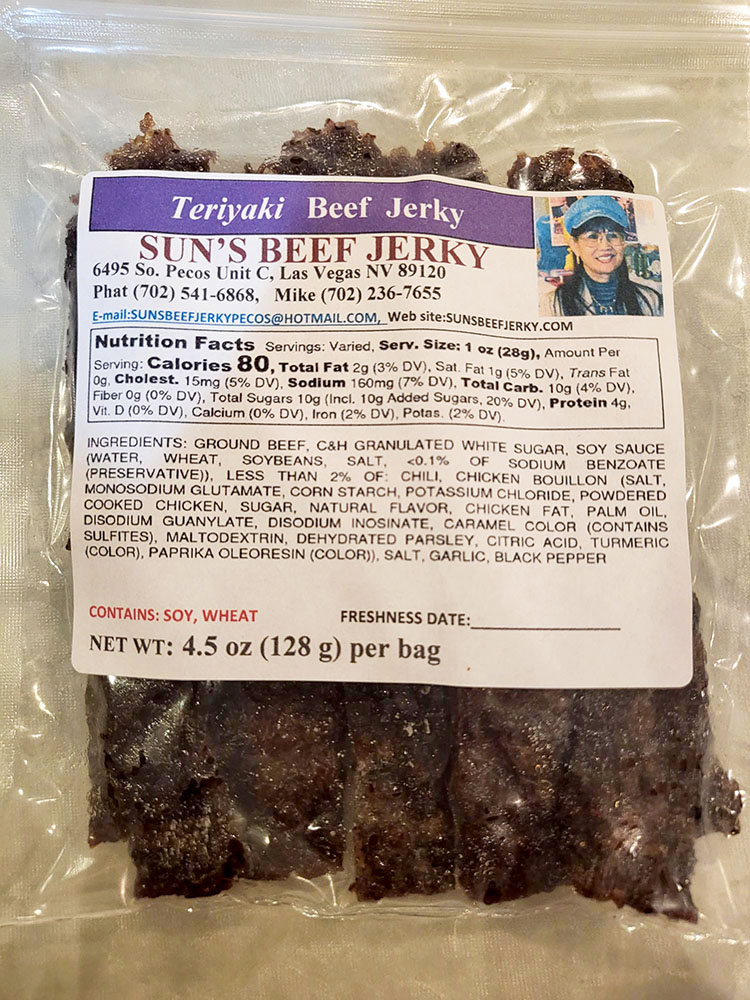 Teriyaki Beef Jerky
SUN'S BEEF JERKY
6495 So. Pecos Unit C, Las Vegas NV 89120
Phat (702) 541-6868, Mike (702) 236-7655
E-mail:SUNSBEEFJERKYPECOS@HOTMAIL.COM, Web site:SUNSBEEFJERKY.COM
Nutrition Facts Servings: Varied, Serv. Size: 1 oz (28g), Amount Per
Serving: Calories 80, Total Fat 2g (3% DV), Sat. Fat 1g (5% DV), Trans Fat
0g, Cholest. 15mg (5% DV), Sodium 160mg (7% DV), Total Carb. 10g (4% DV),
Fiber 0g (0% DV), Total Sugars 10g (Incl. 10g Added Sugars, 20% DV), Protein 4g,
Vit. D (0% DV), Calcium (0% DV), Iron (2% DV), Potas. (2% DV).
INGREDIENTS: GROUND BEEF, C&H GRANULATED WHITE SUGAR, SOY SAUCE
(WATER, WHEAT, SOYBEANS, SALT, <0.1% OF SODIUM BENZOATE
(PRESERVATIVE)), LESS THAN 2% OF: CHILI, CHICKEN BOUILLON (SALT,
MONOSODIUM GLUTAMATE, CORN STARCH, POTASSIUM CHLORIDE, POWDERED
COOKED CHICKEN, SUGAR, NATURAL FLAVOR, CHICKEN FAT, PALM OIL,
DISODIUM GUANYLATE, DISODIUM INOSINATE, CARAMEL COLOR (CONTAINS
SULFITES), MALTODEXTRIN, DEHYDRATED PARSLEY, CITRIC ACID, TURMERIC
(COLOR), PAPRIKA OLEORESIN (COLOR)), SALT, GARLIC, BLACK PEPPER
CONTAINS: SOY, WHEAT FRESHNESS DATE:
NET WT: 4.5 oz (128 g) per bag